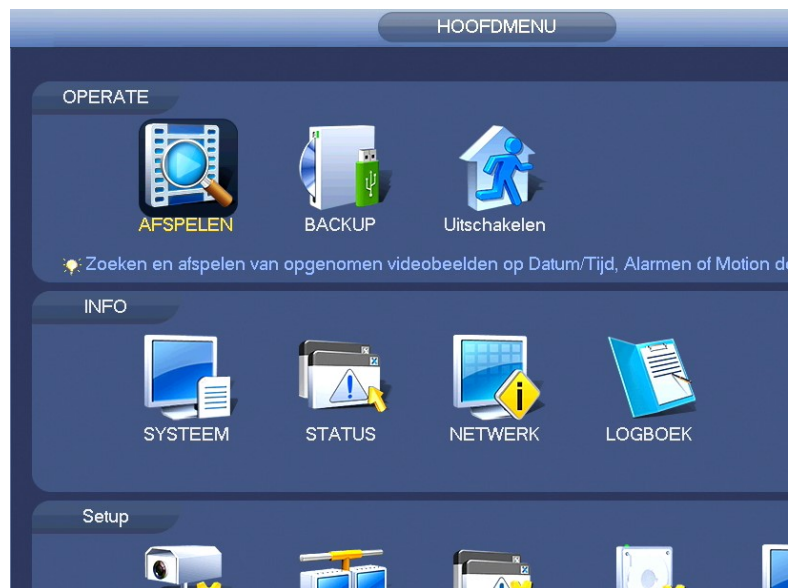 HOOFDMENU
OPERATE
AFSPELEN BACKUP Uitschakelen
Zoeken en afspelen van opgenomen videobeelden op Datum/Tijd, Alarmen of Motion
INFO
SYSTEEM STATUS NETWERK LOGBOEK
Setup